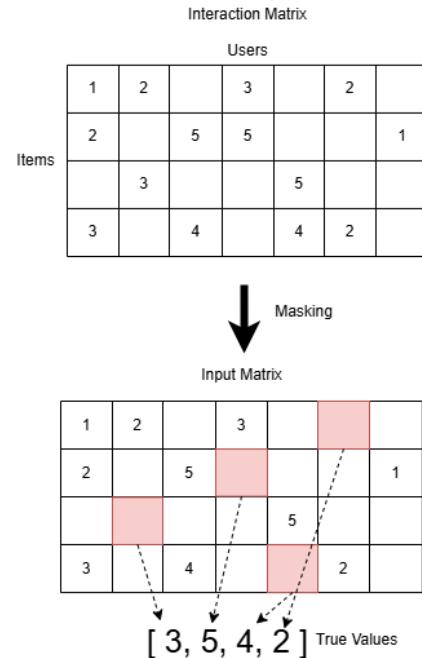 Interaction Matrix
Users
1 2 3 2
2 5 5 1
Items
3 5
3 4 4 2
Masking
Input Matrix
1 2 3
2 5 1
5
3 4 2
[ 3, 5, 4, 2 ] True Values